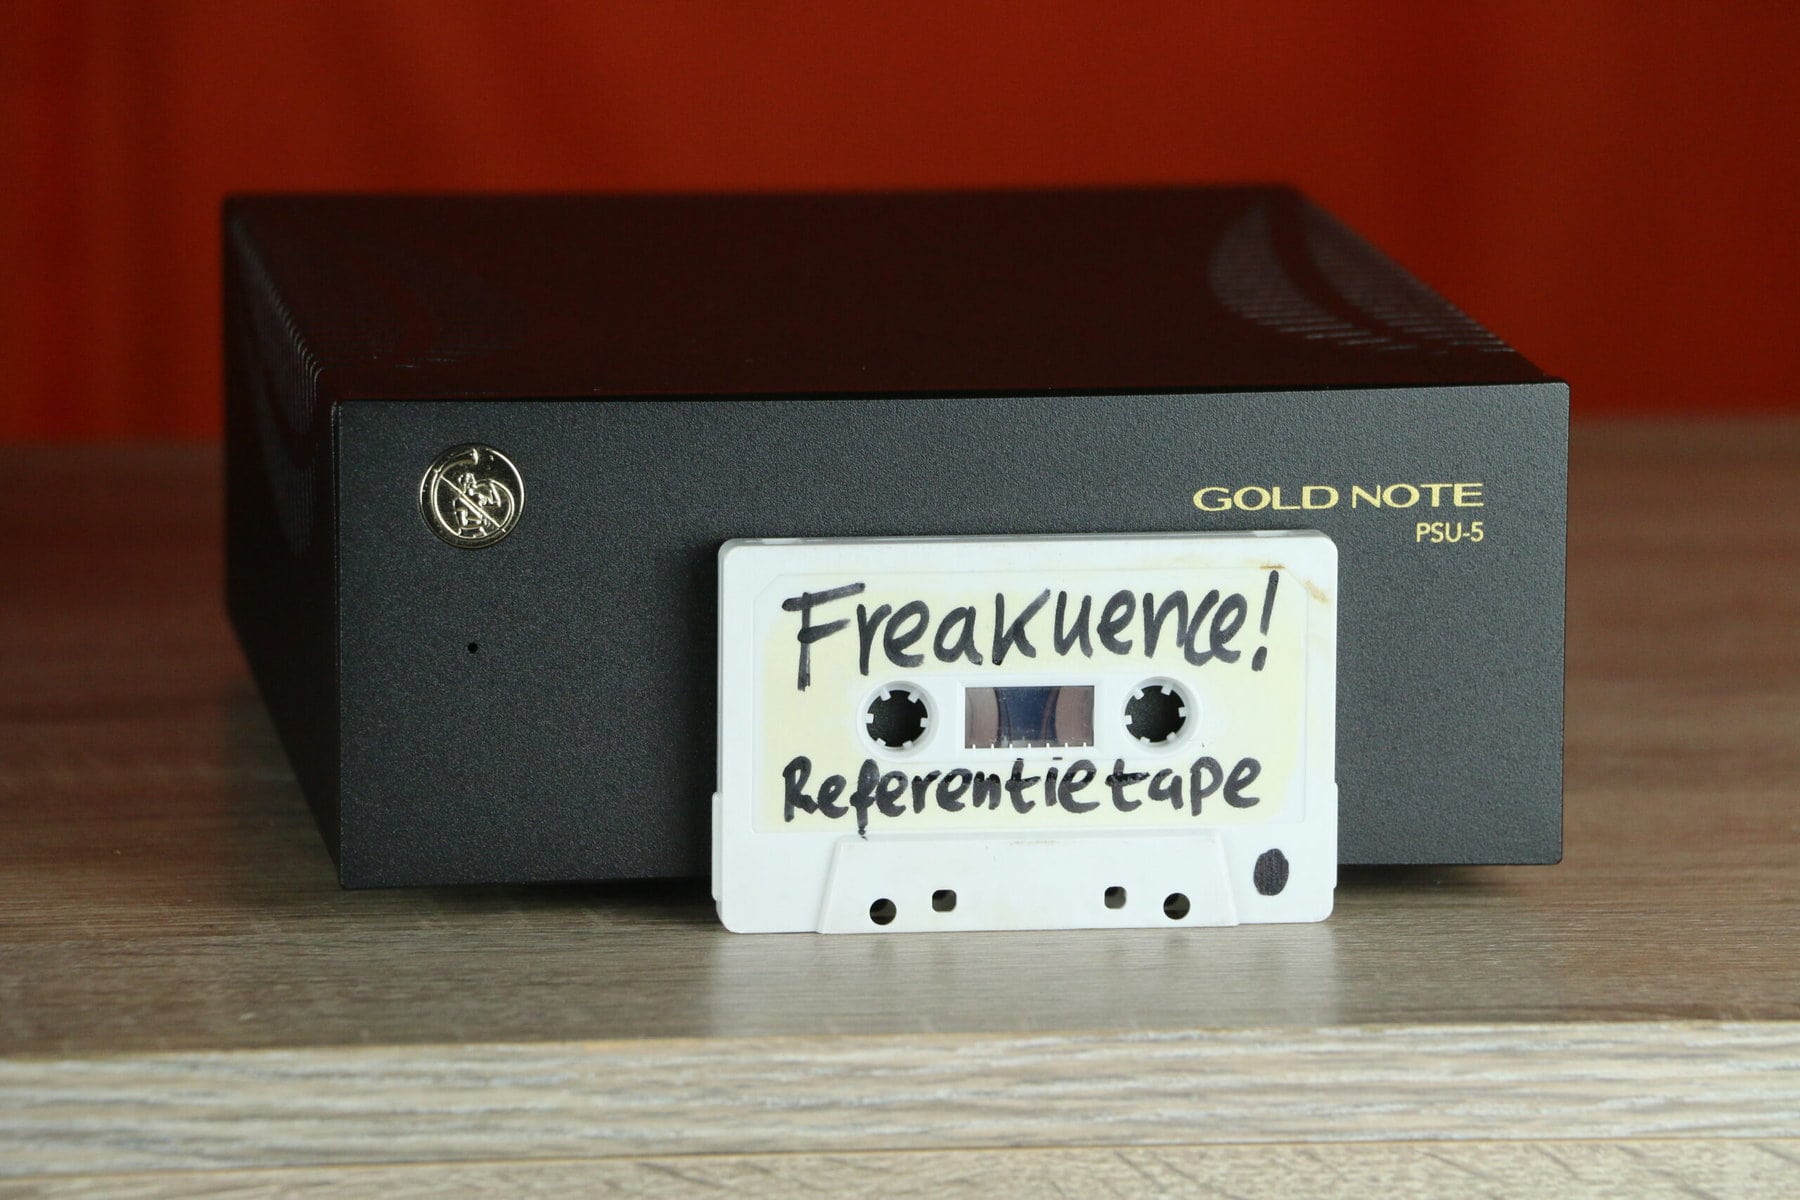 GOLD NOTE
PSU-5
Freakuence!
Referentietape